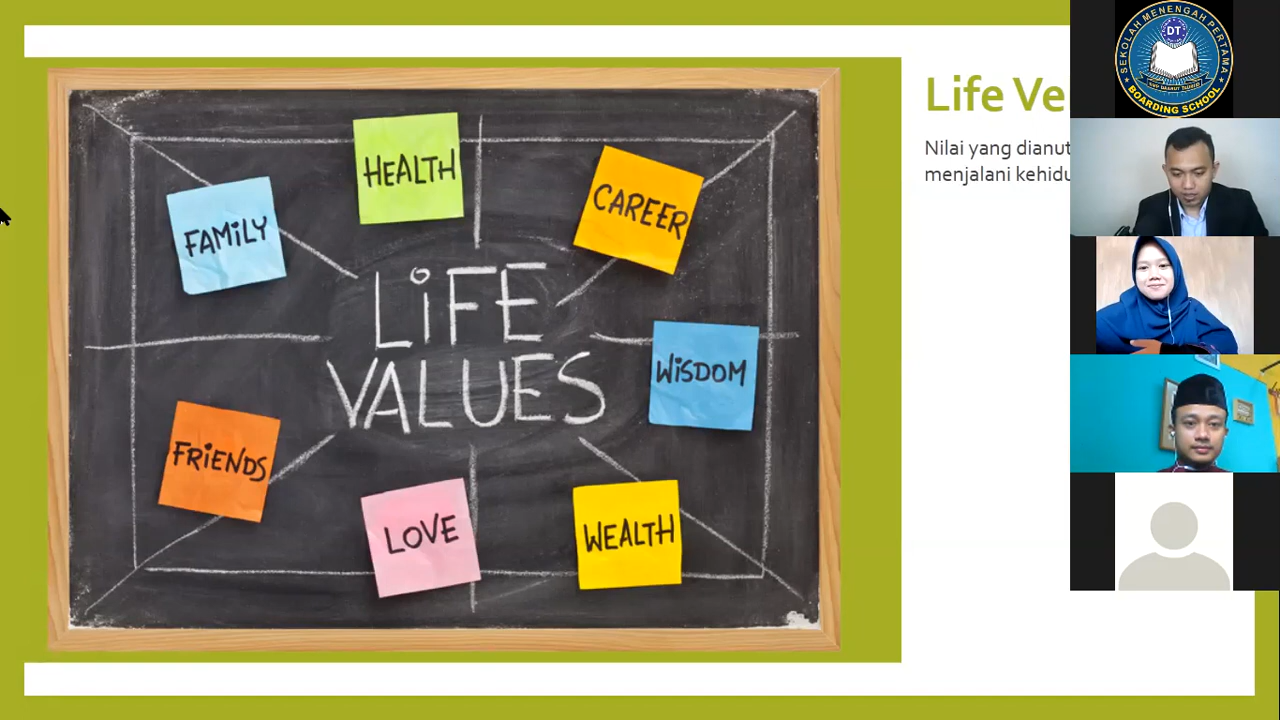 HEALTH
CAREER
FAMiLY
LiFE
VALUES
WiSDOM
FRiENDS
LOVE
WEALTH
Life Ve
Nilai yang dianut
menjalani kehidu
SEKOLAH MENENGAH PERTAMA
DT
BOARDING SCHOOL